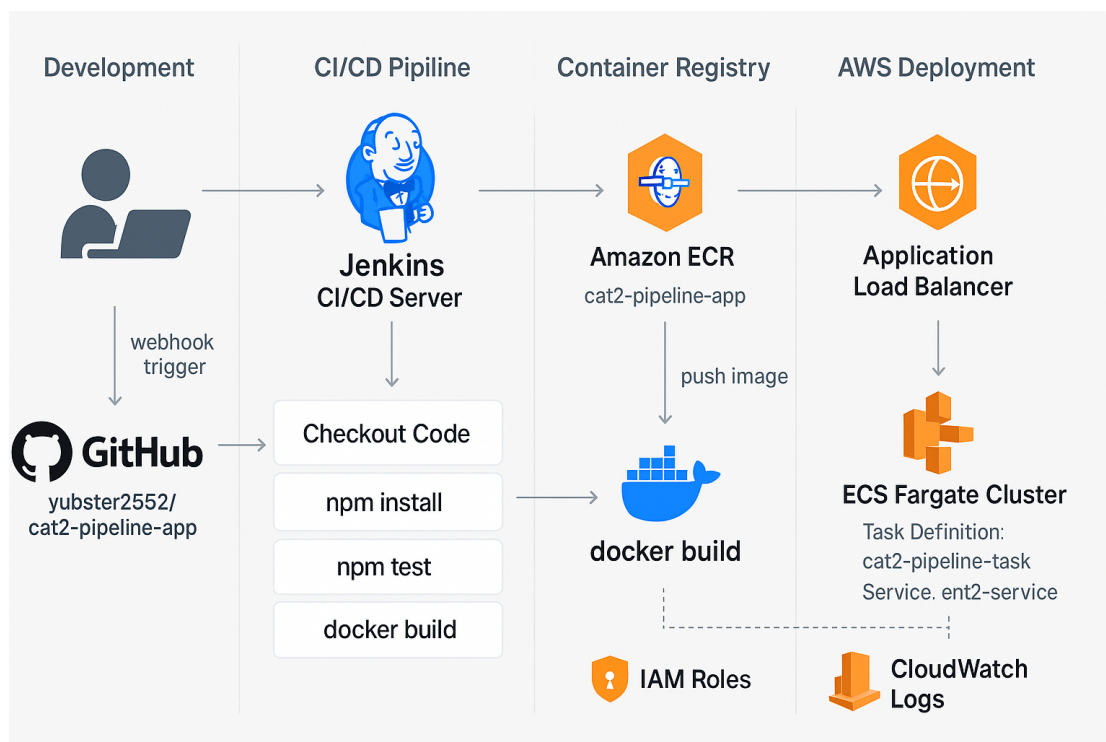 Development
CI/CD Pipiline
Container Registry
AWS Deployment
webhook
trigger
GitHub
yubster2552/
cat2-pipeline-app
Jenkins
CI/CD Server
Checkout Code
npm install
npm test
docker build
Amazon ECR
cat2-pipeline-app
push image
docker build
IAM Roles
Application
Load Balancer
ECS Fargate Cluster
Task Definition:
cat2-pipeline-task
Service. ent2-service
CloudWatch
Logs